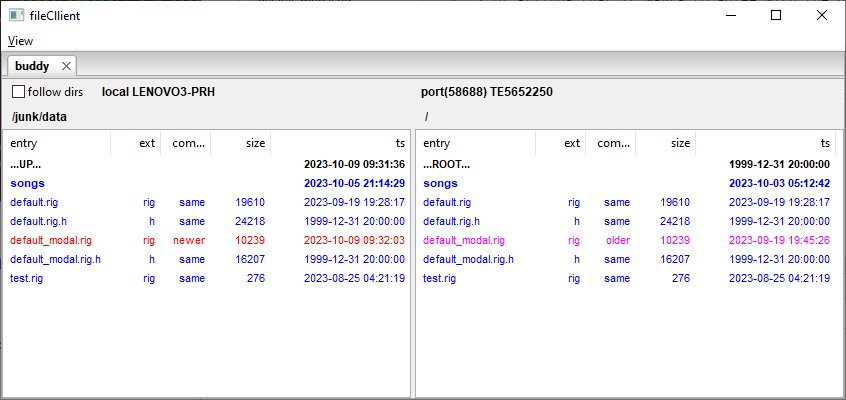 fileCllient
View
buddy
follow dirs local LENOVO3-PRH port(58688) TE5652250
/junk/data /
entry ext com... size ts entry ext com... size ts
...UP... 2023-10-09 09:31:36 ...ROOT... 1999-12-31 20:00:00
songs 2023-10-05 21:14:29 songs 2023-10-03 05:12:42
default.rig rig same 19610 2023-09-19 19:28:17 default.rig rig same 19610 2023-09-19 19:28:17
default.rig.h h same 24218 1999-12-31 20:00:00 default.rig.h h same 24218 1999-12-31 20:00:00
default_modal.rig rig newer 10239 2023-10-09 09:32:03 default_modal.rig rig older 10239 2023-09-19 19:45:26
default_modal.rig.h h same 16207 1999-12-31 20:00:00 default_modal.rig.h h same 16207 1999-12-31 20:00:00
test.rig rig same 276 2023-08-25 04:21:19 test.rig rig same 276 2023-08-25 04:21:19